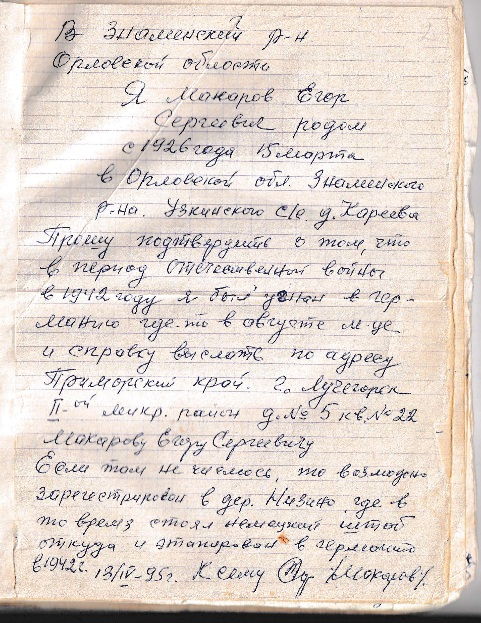 В Знаменский р-н
Орловской области
Я Макаров Егор
Сергеевич родом
с 1926 года 15 марта
в Орловской обл. Знаменского
р-на. Узкинского с/с д. Кареева
Прошу подтвердить о том, что
в период Отечественной войны
в 1942 году я был угнан в гер-
манию где-то в августе м-це
и справку выслать по адресу
Приморский край. г. Лучегорск
II-ой микр. район д. № 5 кв. № 22
Макарову Егору Сергеевичу
Если там не числюсь, то возможно
зарегестрирован в дер. Низино, где в
то время стоял немецкий штаб
откуда и этапирован в германию
в 1942 г. 13/IV-95 г. К сему /Макаров/.